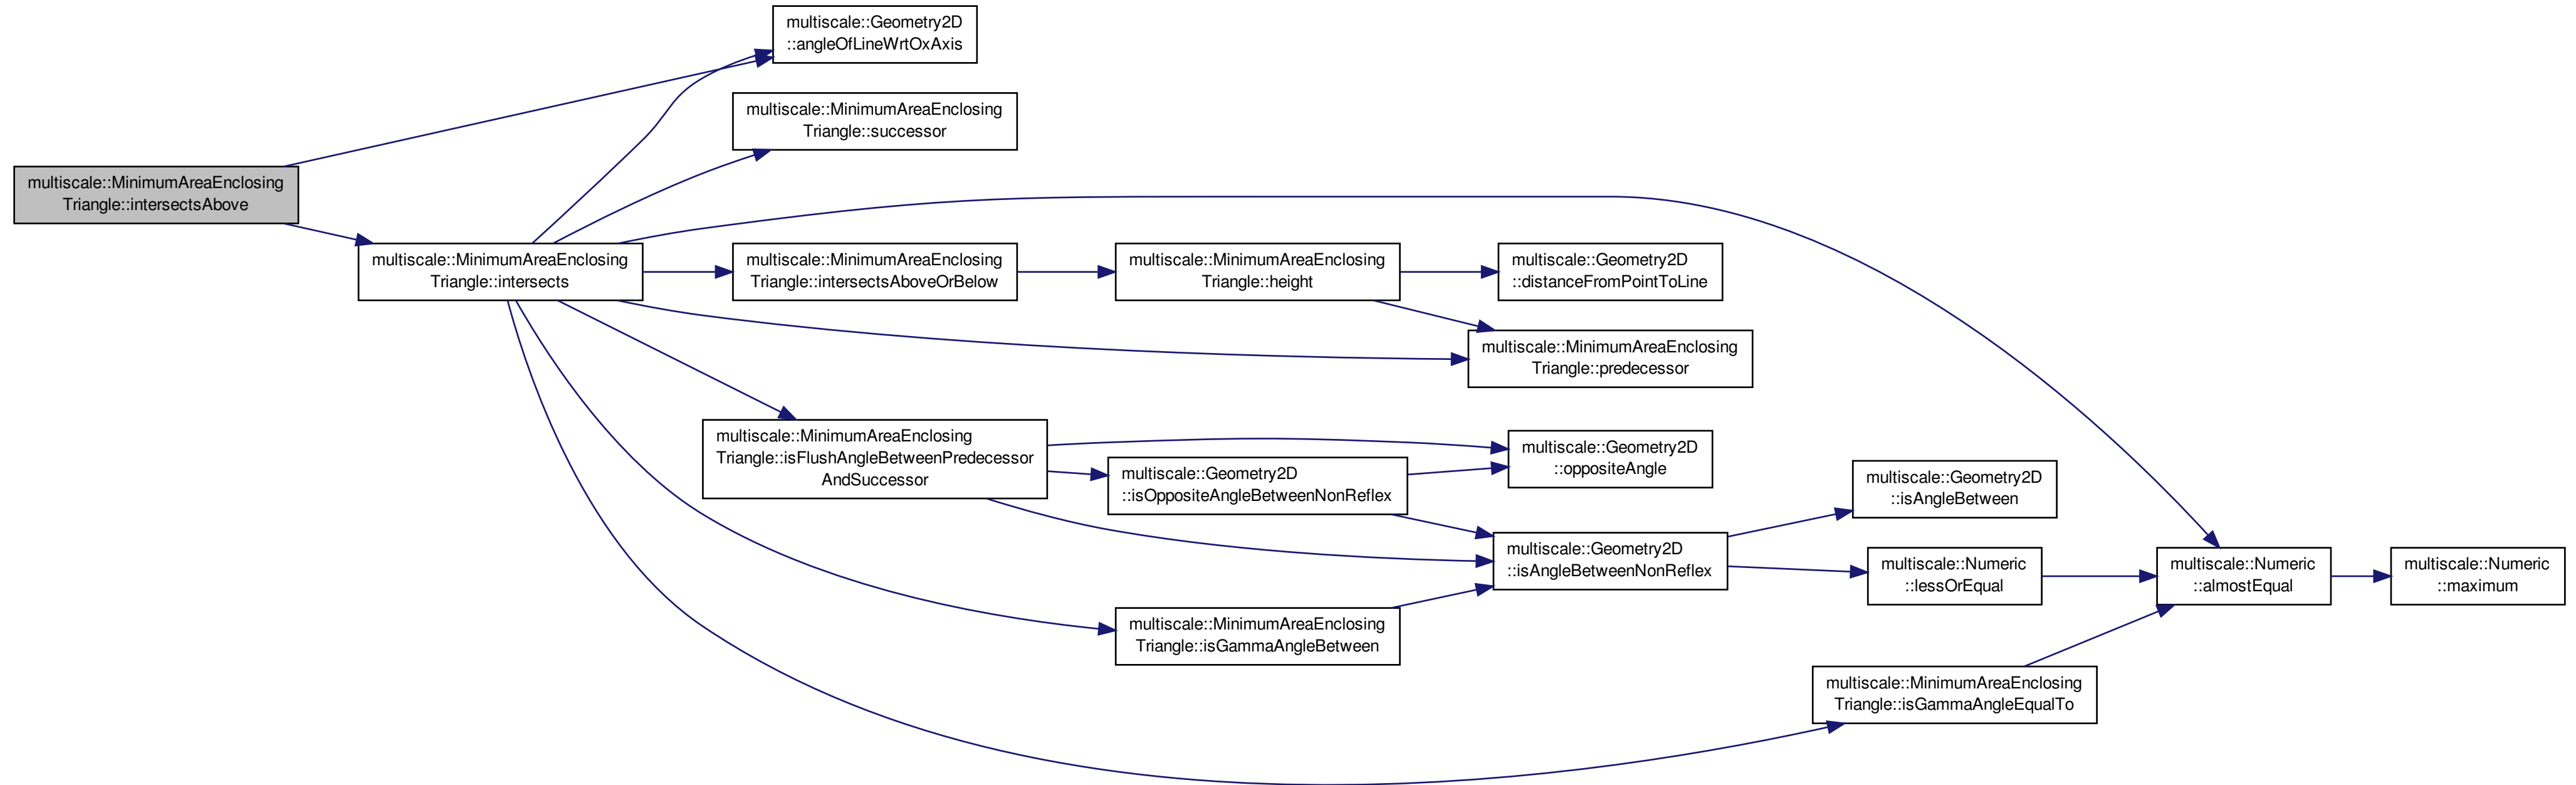 multiscale::Geometry2D
::angleOfLineWrtOxAxis
multiscale::MinimumAreaEnclosing
Triangle::successor
multiscale::MinimumAreaEnclosing
Triangle::intersectsAbove
multiscale::MinimumAreaEnclosing
Triangle::intersects
multiscale::MinimumAreaEnclosing
Triangle::intersectsAboveOrBelow
multiscale::MinimumAreaEnclosing
Triangle::height
multiscale::Geometry2D
::distanceFromPointToLine
multiscale::MinimumAreaEnclosing
Triangle::predecessor
multiscale::MinimumAreaEnclosing
Triangle::isFlushAngleBetweenPredecessor
AndSuccessor
multiscale::Geometry2D
::oppositeAngle
multiscale::Geometry2D
::isOppositeAngleBetweenNonReflex
multiscale::Geometry2D
::isAngleBetween
multiscale::Geometry2D
::isAngleBetweenNonReflex
multiscale::Numeric
::lessOrEqual
multiscale::Numeric
::almostEqual
multiscale::Numeric
::maximum
multiscale::MinimumAreaEnclosing
Triangle::isGammaAngleBetween
multiscale::MinimumAreaEnclosing
Triangle::isGammaAngleEqualTo